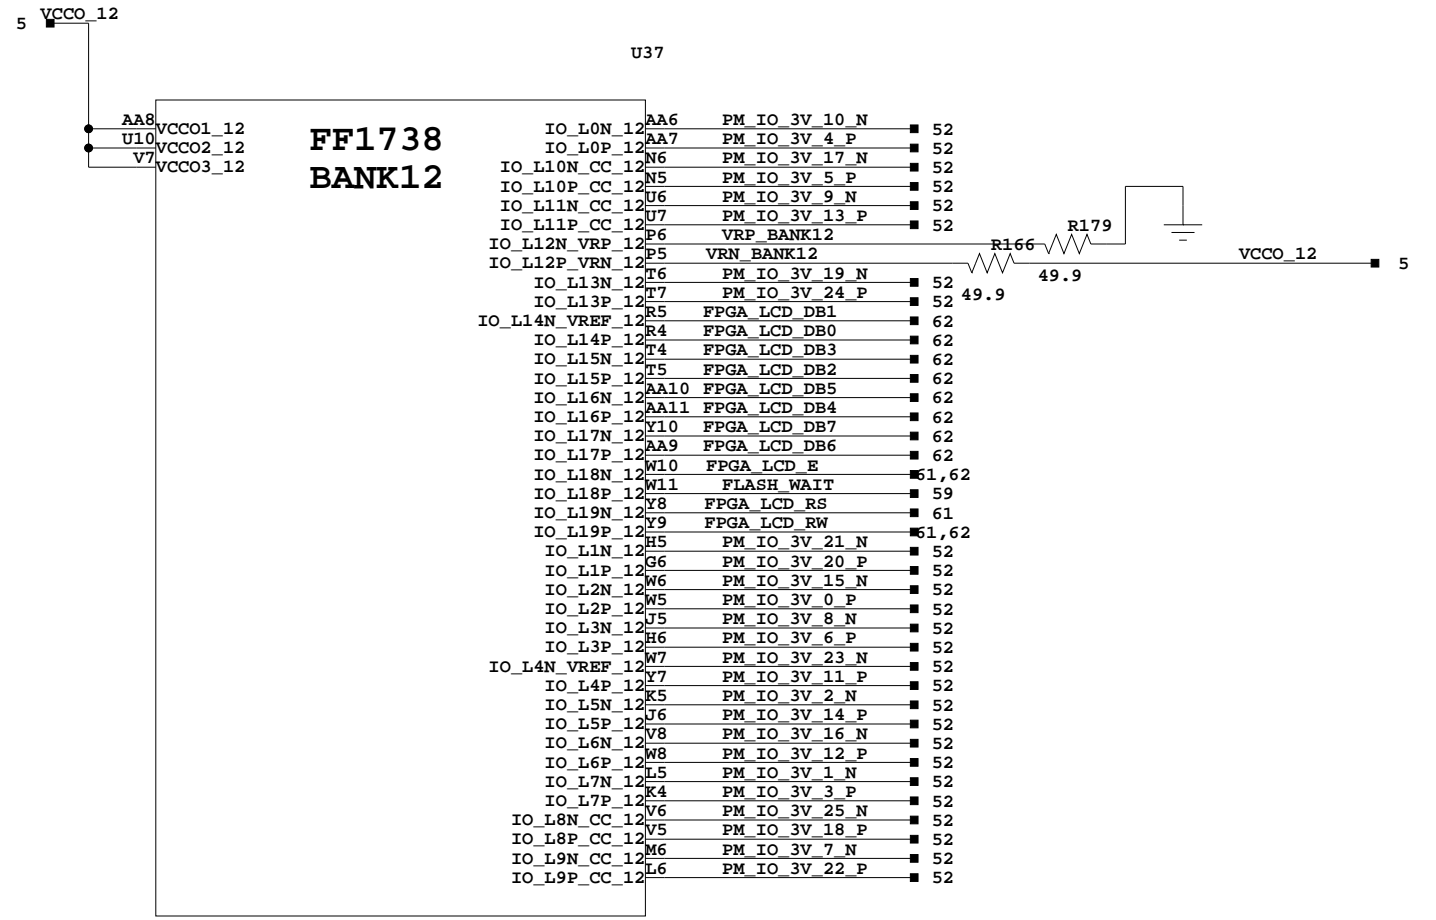 VCCO_12
5
U37
FF1738
BANK12
AA8 VCCO1_12
U10 VCCO2_12
V7 VCCO3_12
IO_L0N_12 AA6 PM_IO_3V_10_N 52
IO_L0P_12 AA7 PM_IO_3V_4_P 52
IO_L10N_CC_12 N6 PM_IO_3V_17_N 52
IO_L10P_CC_12 N5 PM_IO_3V_5_P 52
IO_L11N_CC_12 U6 PM_IO_3V_9_N 52
IO_L11P_CC_12 U7 PM_IO_3V_13_P 52
IO_L12N_VRP_12 P6 VRP_BANK12 R179 49.9
IO_L12P_VRN_12 P5 VRN_BANK12 R166 49.9 VCCO_12 5
IO_L13N_12 T6 PM_IO_3V_19_N 52
IO_L13P_12 T7 PM_IO_3V_24_P 52
IO_L14N_VREF_12 R5 FPGA_LCD_DB1 62
IO_L14P_12 R4 FPGA_LCD_DB0 62
IO_L15N_12 T4 FPGA_LCD_DB3 62
IO_L15P_12 T5 FPGA_LCD_DB2 62
IO_L16N_12 AA10 FPGA_LCD_DB5 62
IO_L16P_12 AA11 FPGA_LCD_DB4 62
IO_L17N_12 Y10 FPGA_LCD_DB7 62
IO_L17P_12 AA9 FPGA_LCD_DB6 62
IO_L18N_12 W10 FPGA_LCD_E 61,62
IO_L18P_12 W11 FLASH_WAIT 59
IO_L19N_12 Y8 FPGA_LCD_RS 61
IO_L19P_12 Y9 FPGA_LCD_RW 61,62
IO_L1N_12 H5 PM_IO_3V_21_N 52
IO_L1P_12 G6 PM_IO_3V_20_P 52
IO_L2N_12 W6 PM_IO_3V_15_N 52
IO_L2P_12 W5 PM_IO_3V_0_P 52
IO_L3N_12 J5 PM_IO_3V_8_N 52
IO_L3P_12 H6 PM_IO_3V_6_P 52
IO_L4N_VREF_12 W7 PM_IO_3V_23_N 52
IO_L4P_12 Y7 PM_IO_3V_11_P 52
IO_L5N_12 K5 PM_IO_3V_2_N 52
IO_L5P_12 J6 PM_IO_3V_14_P 52
IO_L6N_12 V8 PM_IO_3V_16_N 52
IO_L6P_12 W8 PM_IO_3V_12_P 52
IO_L7N_12 L5 PM_IO_3V_1_N 52
IO_L7P_12 K4 PM_IO_3V_3_P 52
IO_L8N_CC_12 V6 PM_IO_3V_25_N 52
IO_L8P_CC_12 V5 PM_IO_3V_18_P 52
IO_L9N_CC_12 M6 PM_IO_3V_7_N 52
IO_L9P_CC_12 L6 PM_IO_3V_22_P 52